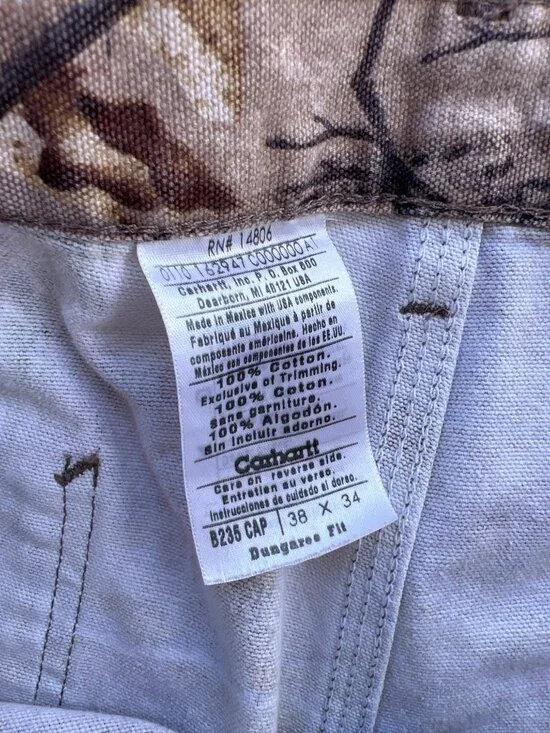 RN# 14806
010162947C000000A
Carhartt, Inc. P. O. Box 600
Dearborn, MI 48121 USA
Made in Mexico with USA components.
Fabriqué au Mexique à partir de
composante américains. Hecho en
México con componentes de los EE.UU.
100% Cotton.
Exclusive of Trimming.
100% Coton.
Sans garniture.
100% Algodón.
Sin incluir adorno.
Carhartt
Care on reverse side.
Entretien au verso.
Instrucciones de cuidado al dorso.
B235 CAP 38 X 34
Dungaree Fit